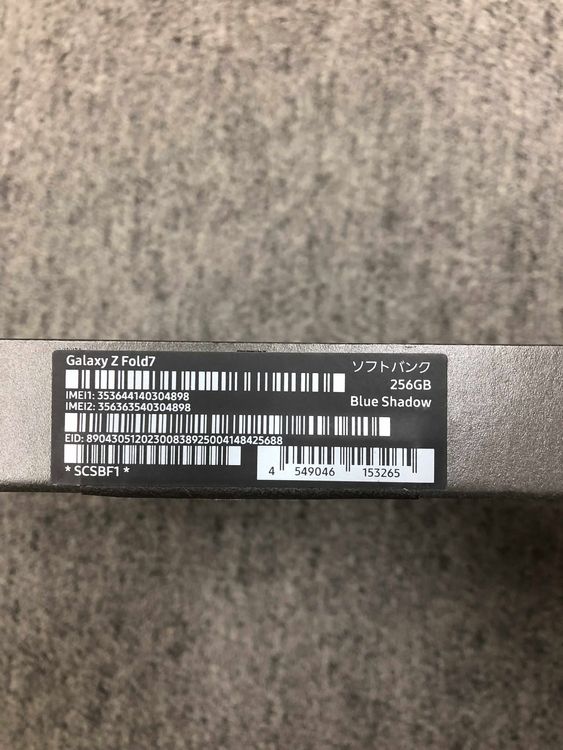 Galaxy Z Fold7
ソフトバンク
256GB
Blue Shadow
IMEI1: 353644140304898
IMEI2: 356363540304898
EID: 89043051202300838925004148425688
* SCSBF1 *
4 549046 153265